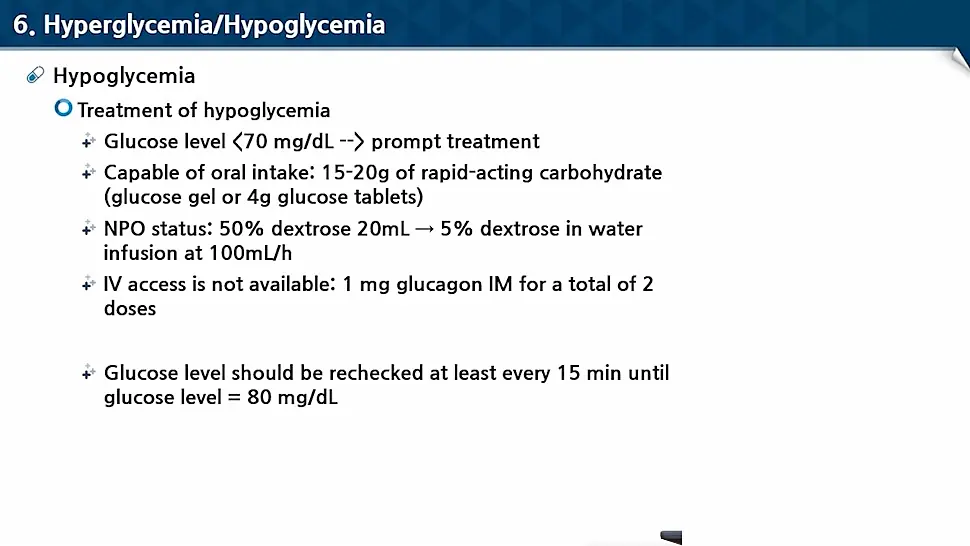 6. Hyperglycemia/Hypoglycemia
Hypoglycemia
Treatment of hypoglycemia
Glucose level <70 mg/dL --> prompt treatment
Capable of oral intake: 15-20g of rapid-acting carbohydrate
(glucose gel or 4g glucose tablets)
NPO status: 50% dextrose 20mL → 5% dextrose in water
infusion at 100mL/h
IV access is not available: 1 mg glucagon IM for a total of 2
doses
Glucose level should be rechecked at least every 15 min until
glucose level = 80 mg/dL